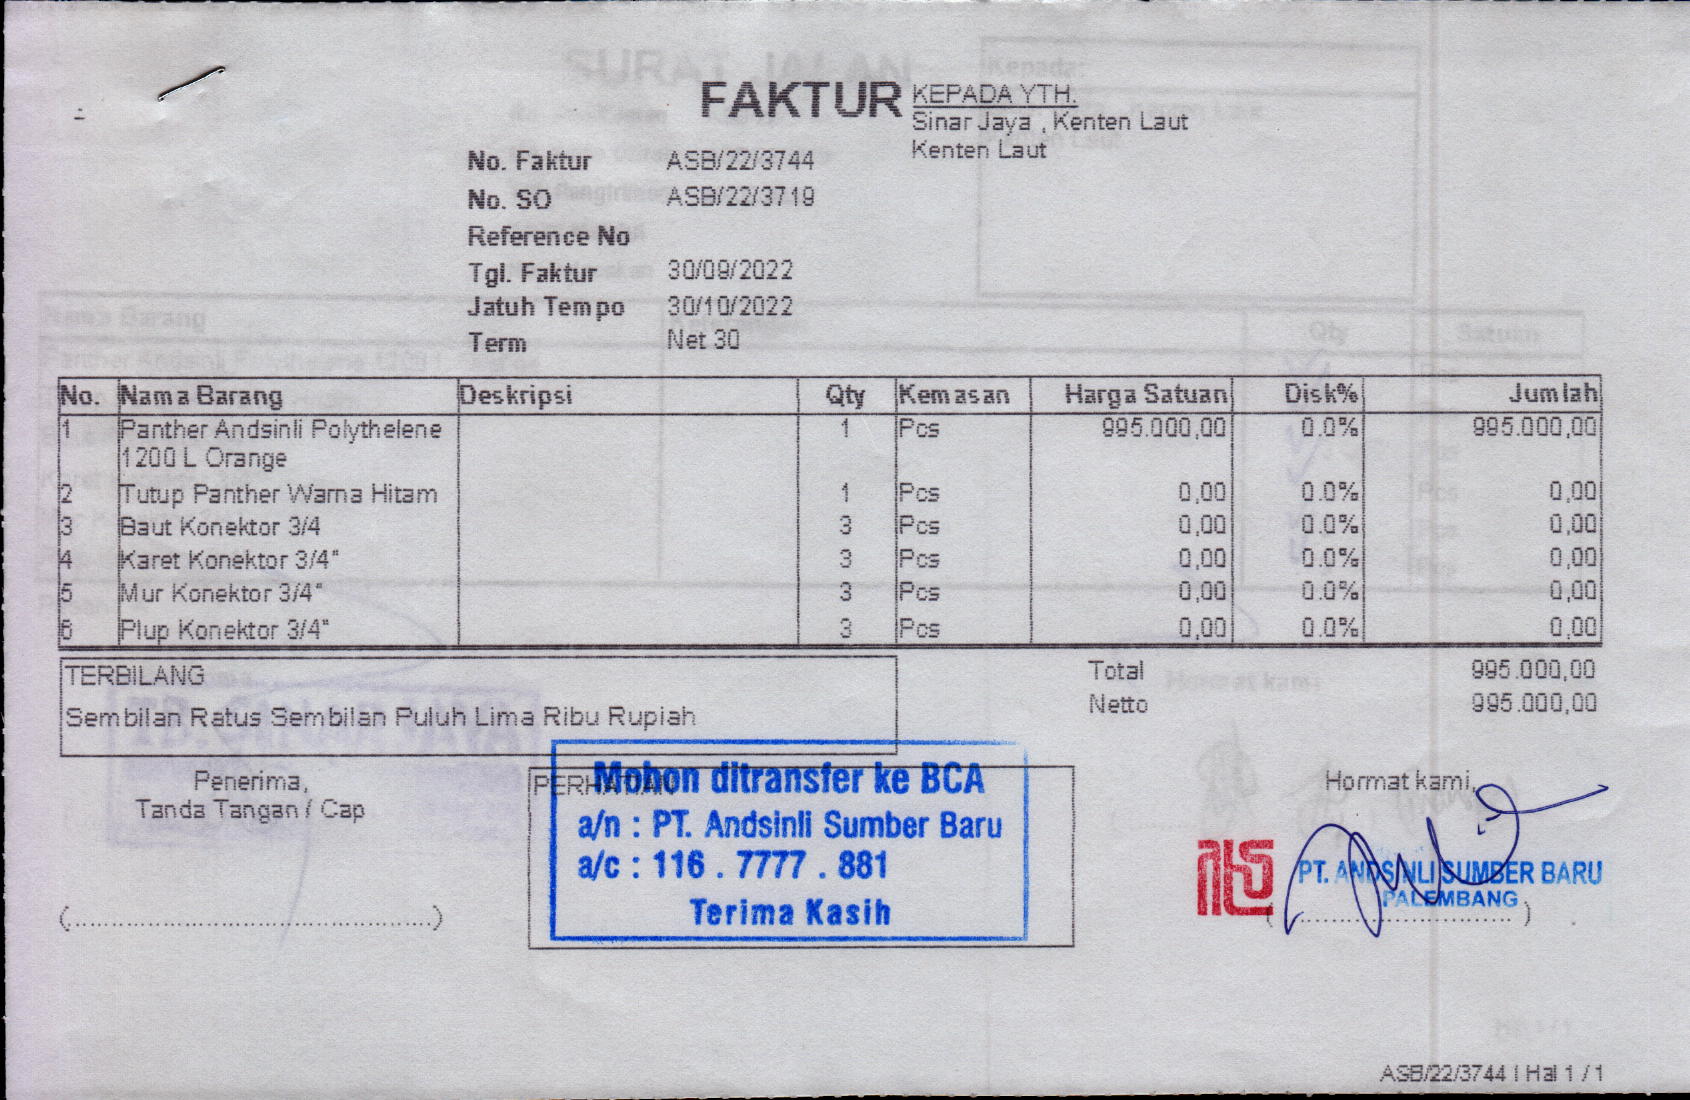 FAKTUR
KEPADA YTH.
Sinar Jaya , Kenten Laut
Kenten Laut
No. Faktur ASB/22/3744
No. SO ASB/22/3719
Reference No
Tgl. Faktur 30/09/2022
Jatuh Tempo 30/10/2022
Term Net 30
No. Nama Barang Deskripsi Qty Kemasan Harga Satuan Disk% Jumlah
1 Panther Andsinli Polythelene 1 Pcs 995.000,00 0.0% 995.000,00
1200 L Orange
2 Tutup Panther Warna Hitam 1 Pcs 0,00 0.0% 0,00
3 Baut Konektor 3/4 3 Pcs 0,00 0.0% 0,00
4 Karet Konektor 3/4" 3 Pcs 0,00 0.0% 0,00
5 Mur Konektor 3/4" 3 Pcs 0,00 0.0% 0,00
6 Plup Konektor 3/4" 3 Pcs 0,00 0.0% 0,00
TERBILANG
Sembilan Ratus Sembilan Puluh Lima Ribu Rupiah
Total 995.000,00
Netto 995.000,00
Penerima,
Tanda Tangan / Cap
(............................................)
PERHATIAN
Mohon ditransfer ke BCA
a/n : PT. Andsinli Sumber Baru
a/c : 116 . 7777 . 881
Terima Kasih
Hormat kami,
PT. ANDSINLI SUMBER BARU
PALEMBANG
(............................)
ASB/22/3744 | Hal 1 / 1